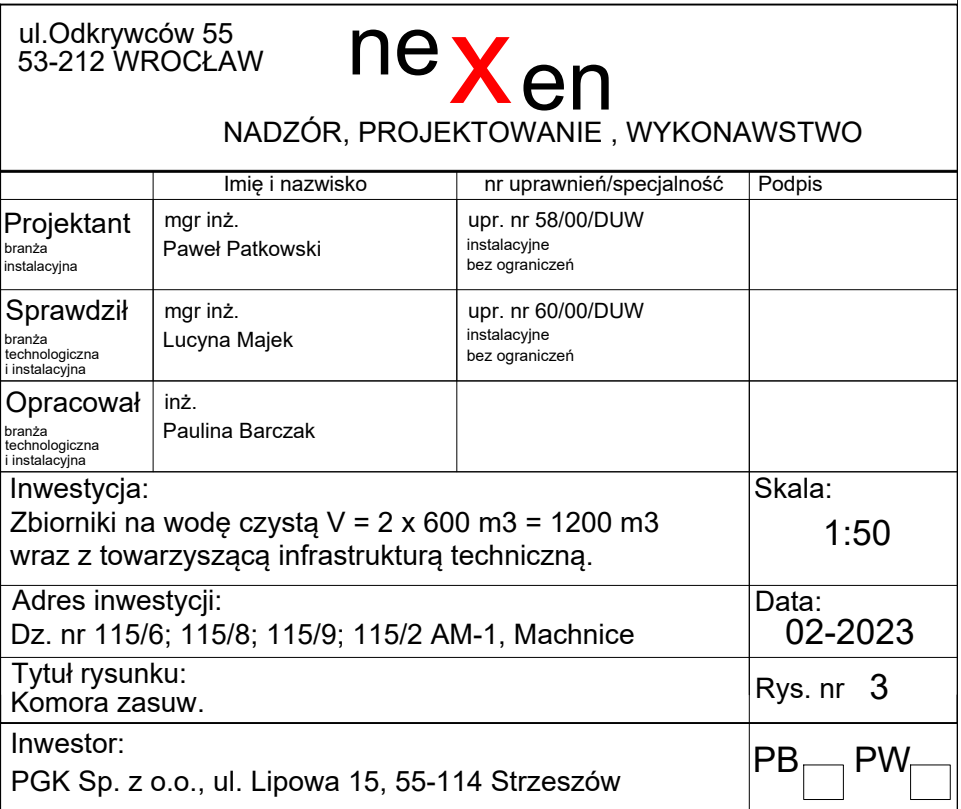 ul.Odkrywców 55
53-212 WROCŁAW
nexen
NADZÓR, PROJEKTOWANIE , WYKONAWSTWO
Imię i nazwisko
nr uprawnień/specjalność
Podpis
Projektant
branża
instalacyjna
mgr inż.
Paweł Patkowski
upr. nr 58/00/DUW
instalacyjne
bez ograniczeń
Sprawdził
branża
technologiczna
i instalacyjna
mgr inż.
Lucyna Majek
upr. nr 60/00/DUW
instalacyjne
bez ograniczeń
Opracował
branża
technologiczna
i instalacyjna
inż.
Paulina Barczak
Inwestycja:
Zbiorniki na wodę czystą V = 2 x 600 m3 = 1200 m3
wraz z towarzyszącą infrastrukturą techniczną.
Skala:
1:50
Adres inwestycji:
Dz. nr 115/6; 115/8; 115/9; 115/2 AM-1, Machnice
Data:
02-2023
Tytuł rysunku:
Komora zasuw.
Rys. nr 3
Inwestor:
PGK Sp. z o.o., ul. Lipowa 15, 55-114 Strzeszów
PB PW